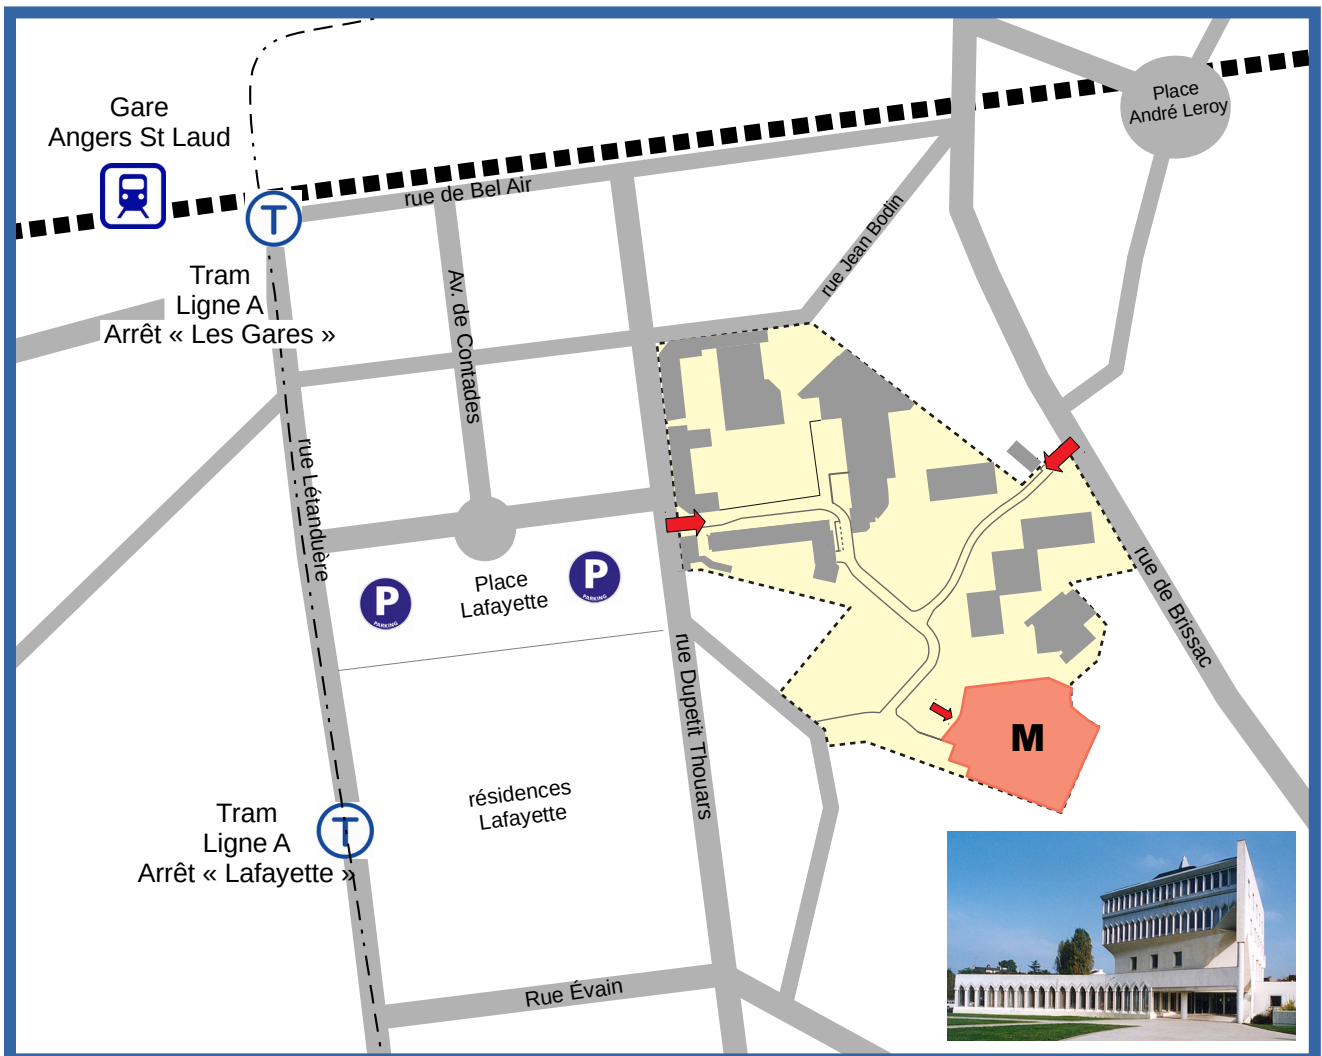 Gare
Angers St Laud
Place
André Leroy
T
rue de Bel Air
rue Jean Bodin
Tram
Ligne A
Arrêt « Les Gares »
Av. de Contades
rue Létanduère
P
PARKING
Place
Lafayette
P
PARKING
rue de Brissac
rue Dupetit Thouars
M
résidences
Lafayette
Tram
Ligne A
Arrêt « Lafayette »
T
Rue Évain